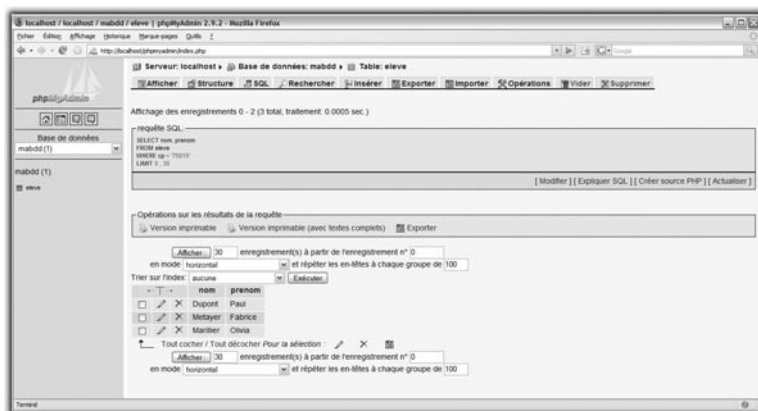 localhost / localhost / mabdd / eleve | phpMyAdmin 2.9.2 - Mozilla Firefox
Fichier Édition Affichage Historique Marque-pages Outils ?
http://localhost/phpmyadmin/index.php
Google
phpMyAdmin
Base de données
mabdd (1)
mabdd (1)
eleve
Serveur: localhost Base de données: mabdd Table: eleve
Afficher Structure SQL Rechercher Insérer Exporter Importer Opérations Vider Supprimer
Affichage des enregistrements 0 - 2 (3 total, traitement: 0.0005 sec.)
requête SQL:
SELECT nom, prenom
FROM eleve
WHERE cp =
LIMIT 0 , 30
[ Modifier ] [ Expliquer SQL ] [ Créer source PHP ] [ Actualiser ]
Opérations sur les résultats de la requête
Version imprimable Version imprimable (avec textes complets) Exporter
Afficher: 30 enregistrement(s) à partir de l'enregistrement n° 0
en mode horizontal et répéter les en-têtes à chaque groupe de 100
Trier sur l'index: aucune Exécuter
←T→ nom prenom
Dupont Paul
Metayer Fabrice
Marillier Olivia
Tout cocher / Tout décocher Pour la sélection :
Afficher: 30 enregistrement(s) à partir de l'enregistrement n° 0
en mode horizontal et répéter les en-têtes à chaque groupe de 100
Terminé